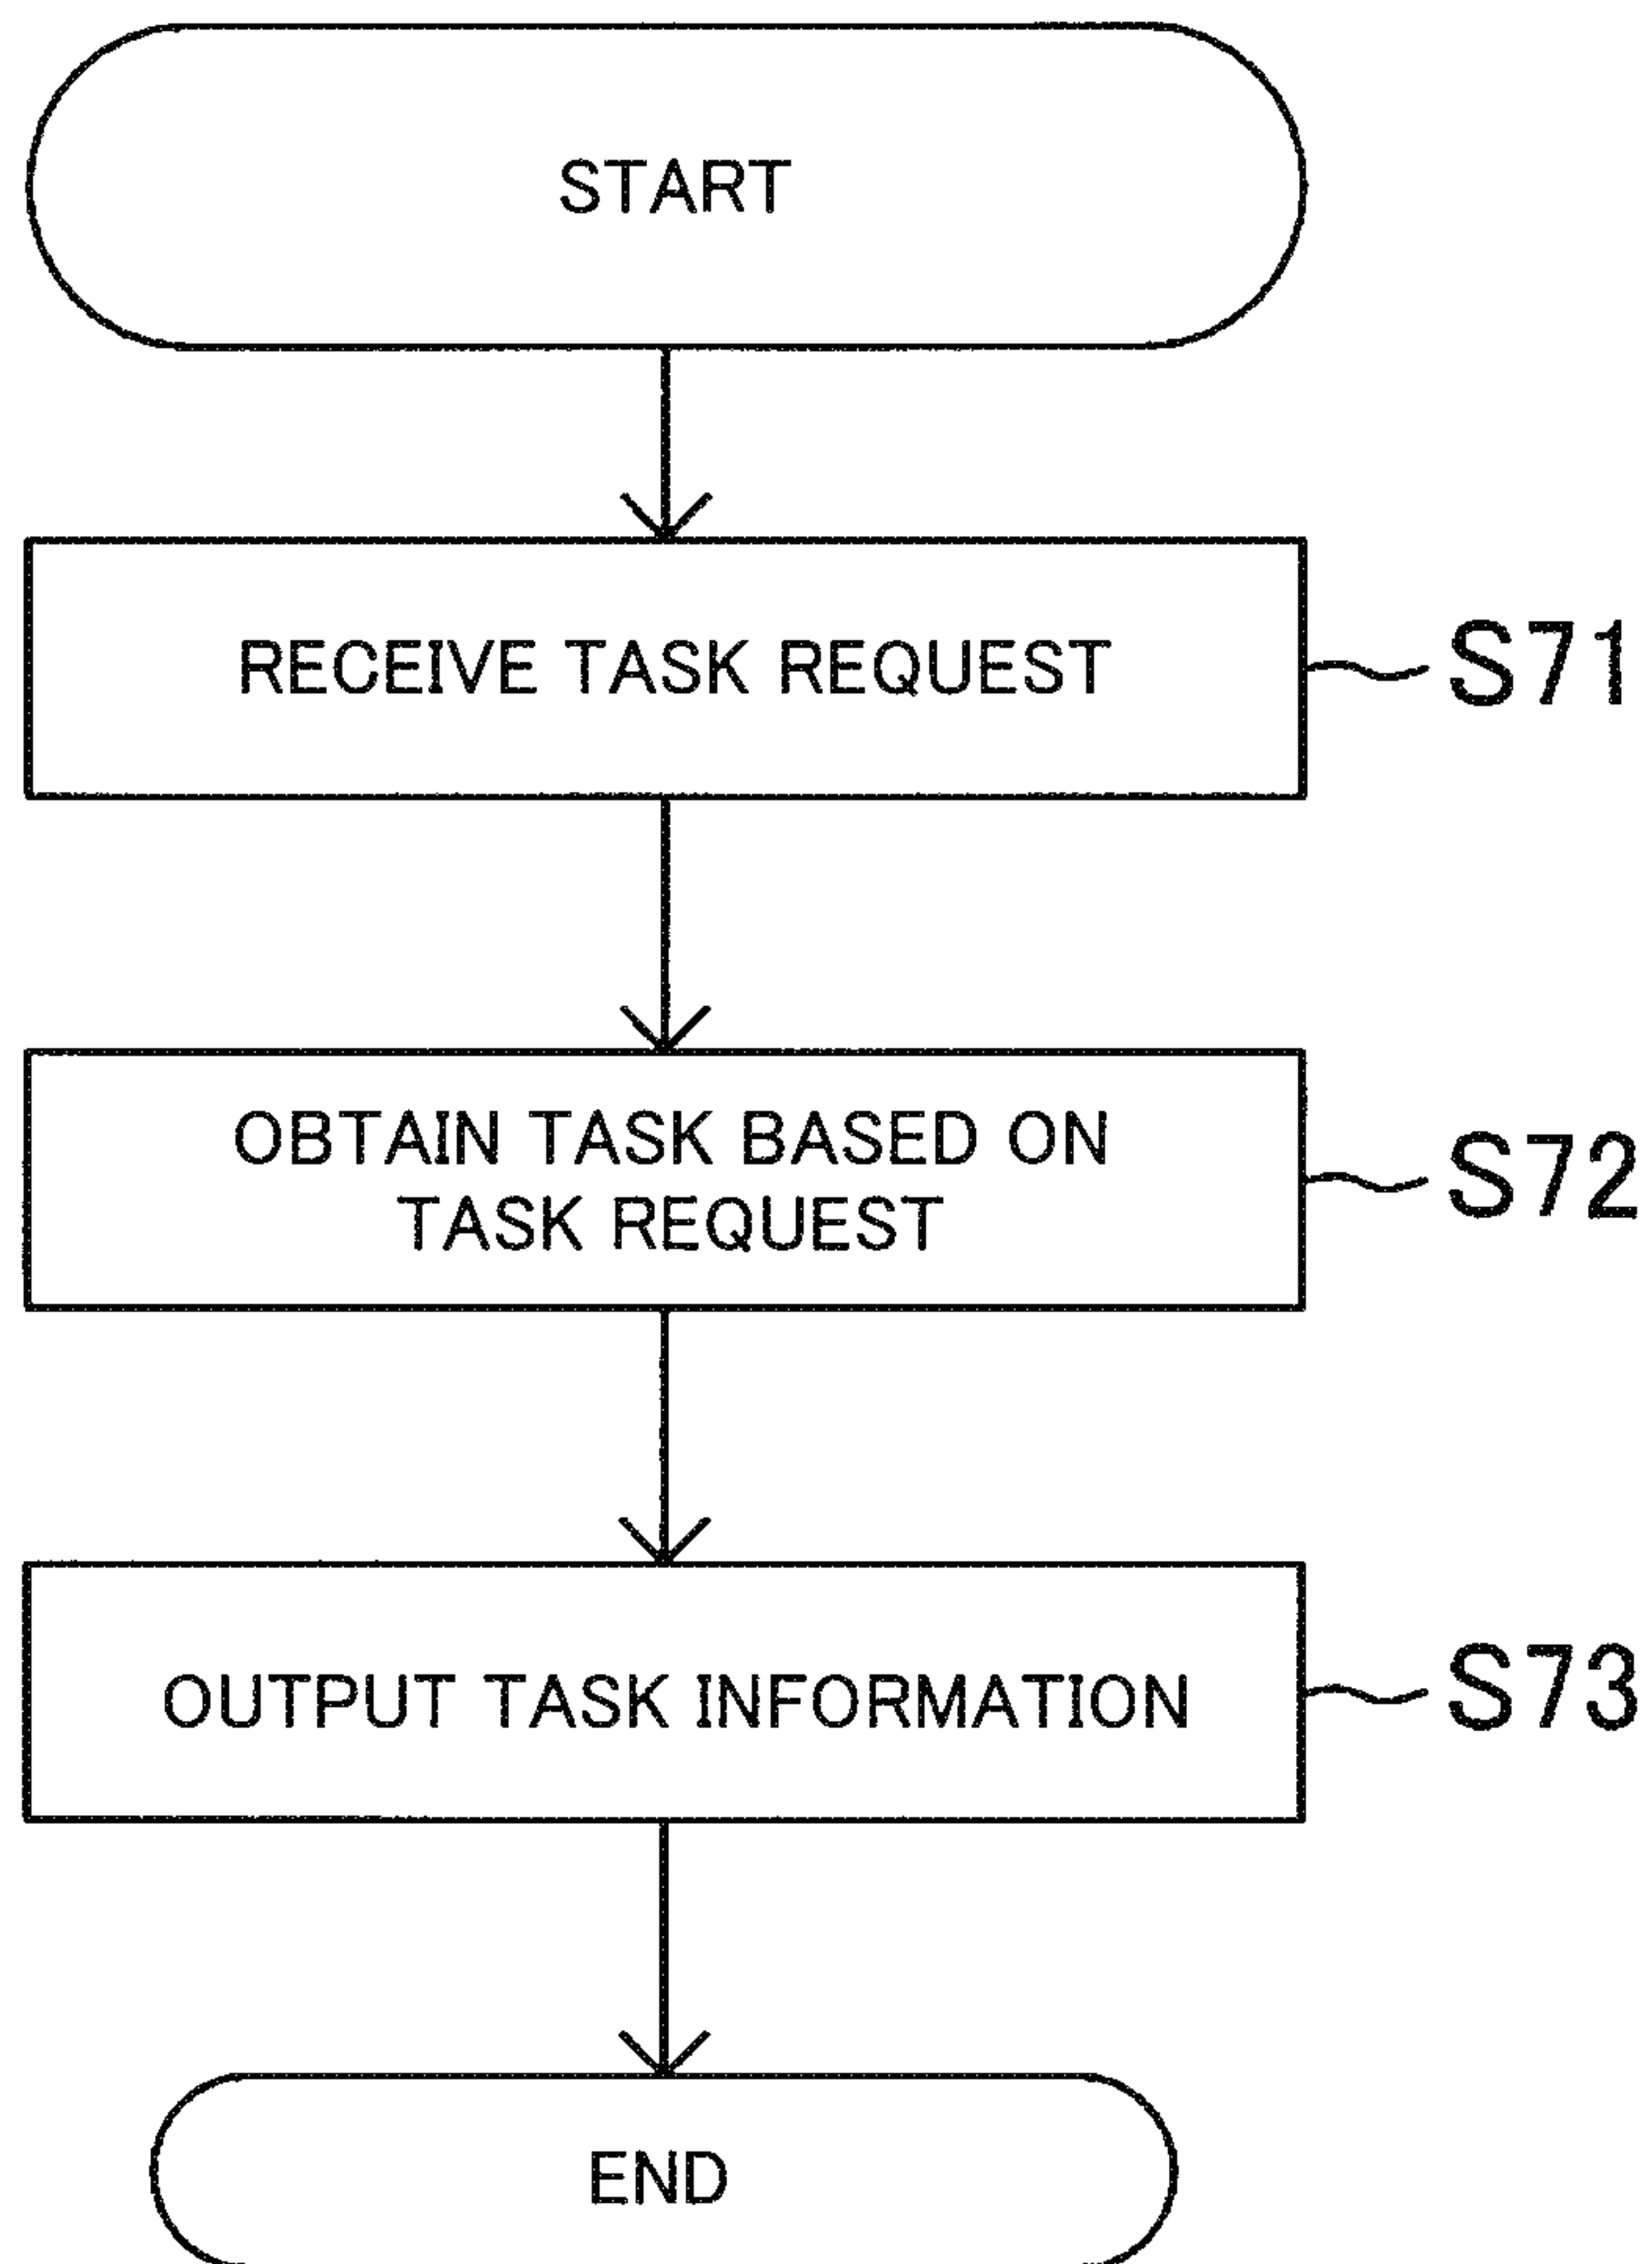 START
RECEIVE TASK REQUEST
S71
OBTAIN TASK BASED ON
TASK REQUEST
S72
OUTPUT TASK INFORMATION
S73
END